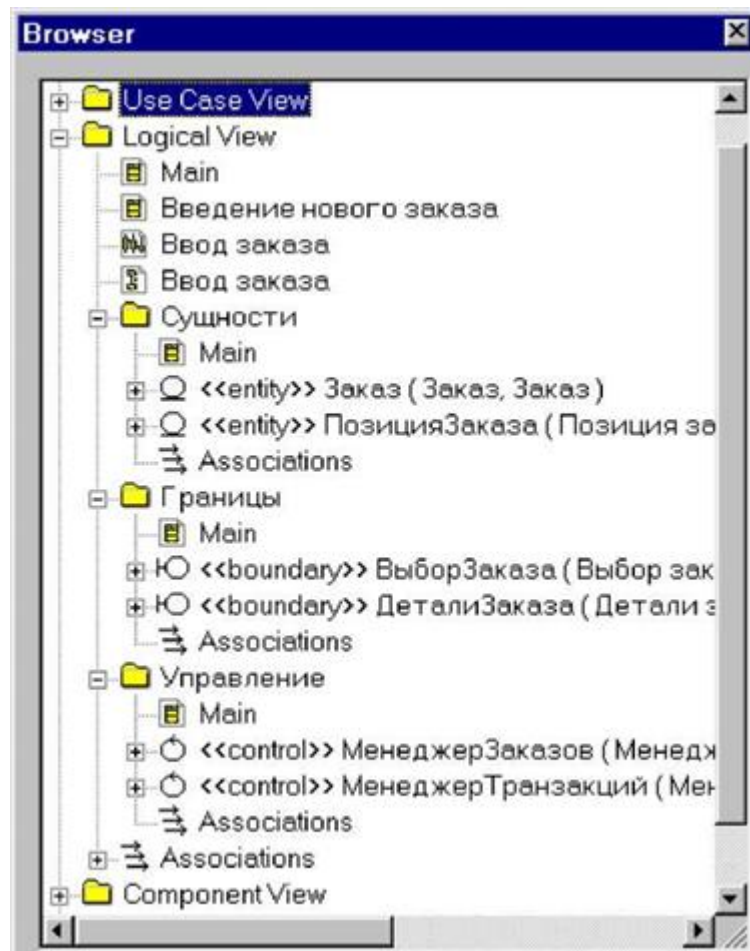 Browser
Use Case View
Logical View
Main
Введение нового заказа
Ввод заказа
Ввод заказа
Сущности
Main
<<entity>> Заказ ( Заказ, Заказ )
<<entity>> ПозицияЗаказа ( Позиция за
Associations
Границы
Main
<<boundary>> ВыборЗаказа ( Выбор зак
<<boundary>> ДеталиЗаказа ( Детали з
Associations
Управление
Main
<<control>> МенеджерЗаказов ( Менедж
<<control>> МенеджерТранзакций ( Мен
Associations
Associations
Component View